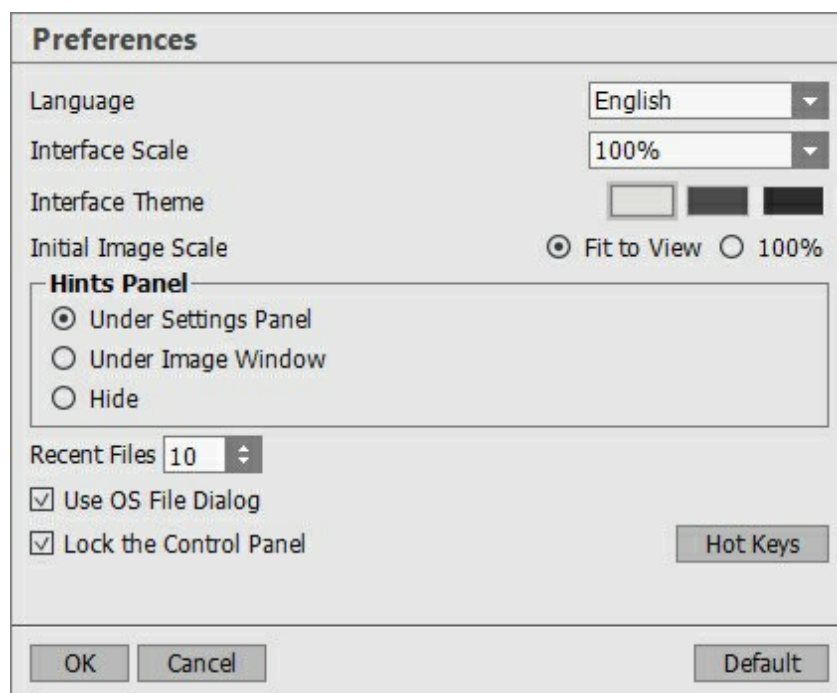 Preferences
Language English
Interface Scale 100%
Interface Theme
Initial Image Scale Fit to View 100%
Hints Panel
Under Settings Panel
Under Image Window
Hide
Recent Files 10
Use OS File Dialog
Lock the Control Panel Hot Keys
OK Cancel Default